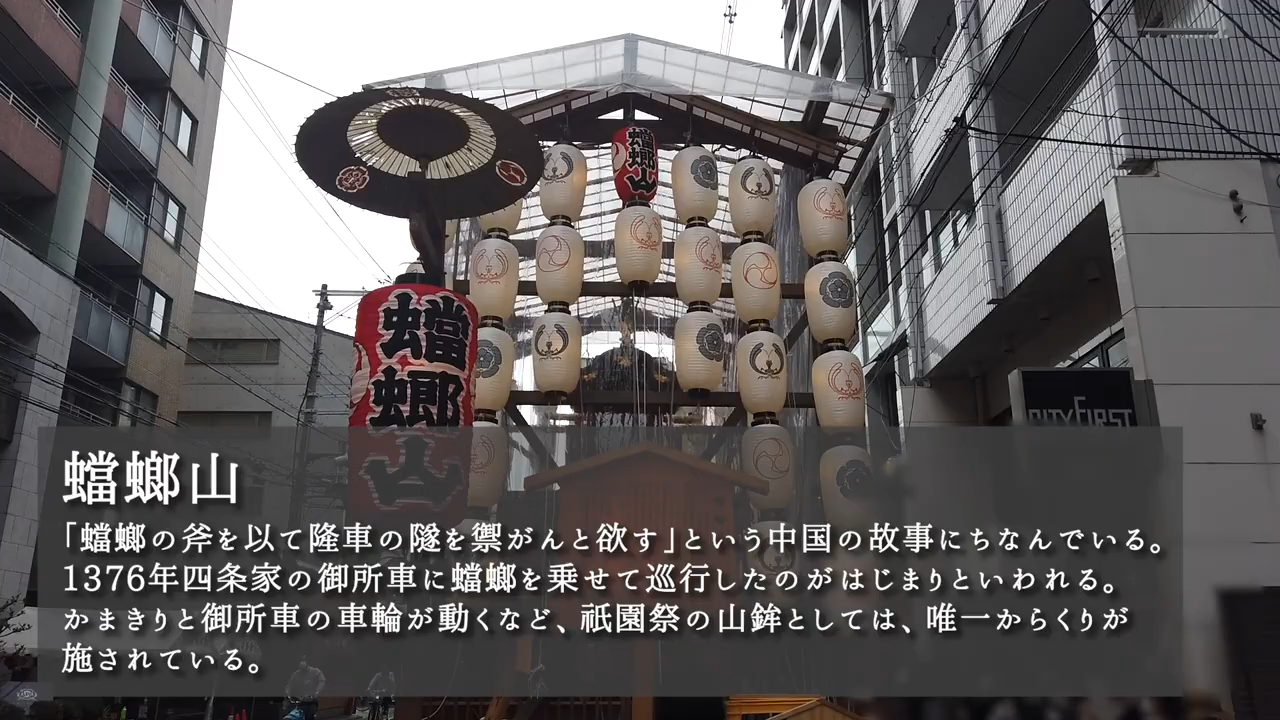 蟷螂山
蟷螂山
CITYFIRST
蟷螂山
「蟷螂の斧を以て隆車の隧を禦がんと欲す」という中国の故事にちなんでいる。
1376年四条家の御所車に蟷螂を乗せて巡行したのがはじまりといわれる。
かまきりと御所車の車輪が動くなど、祇園祭の山鉾としては、唯一からくりが
施されている。